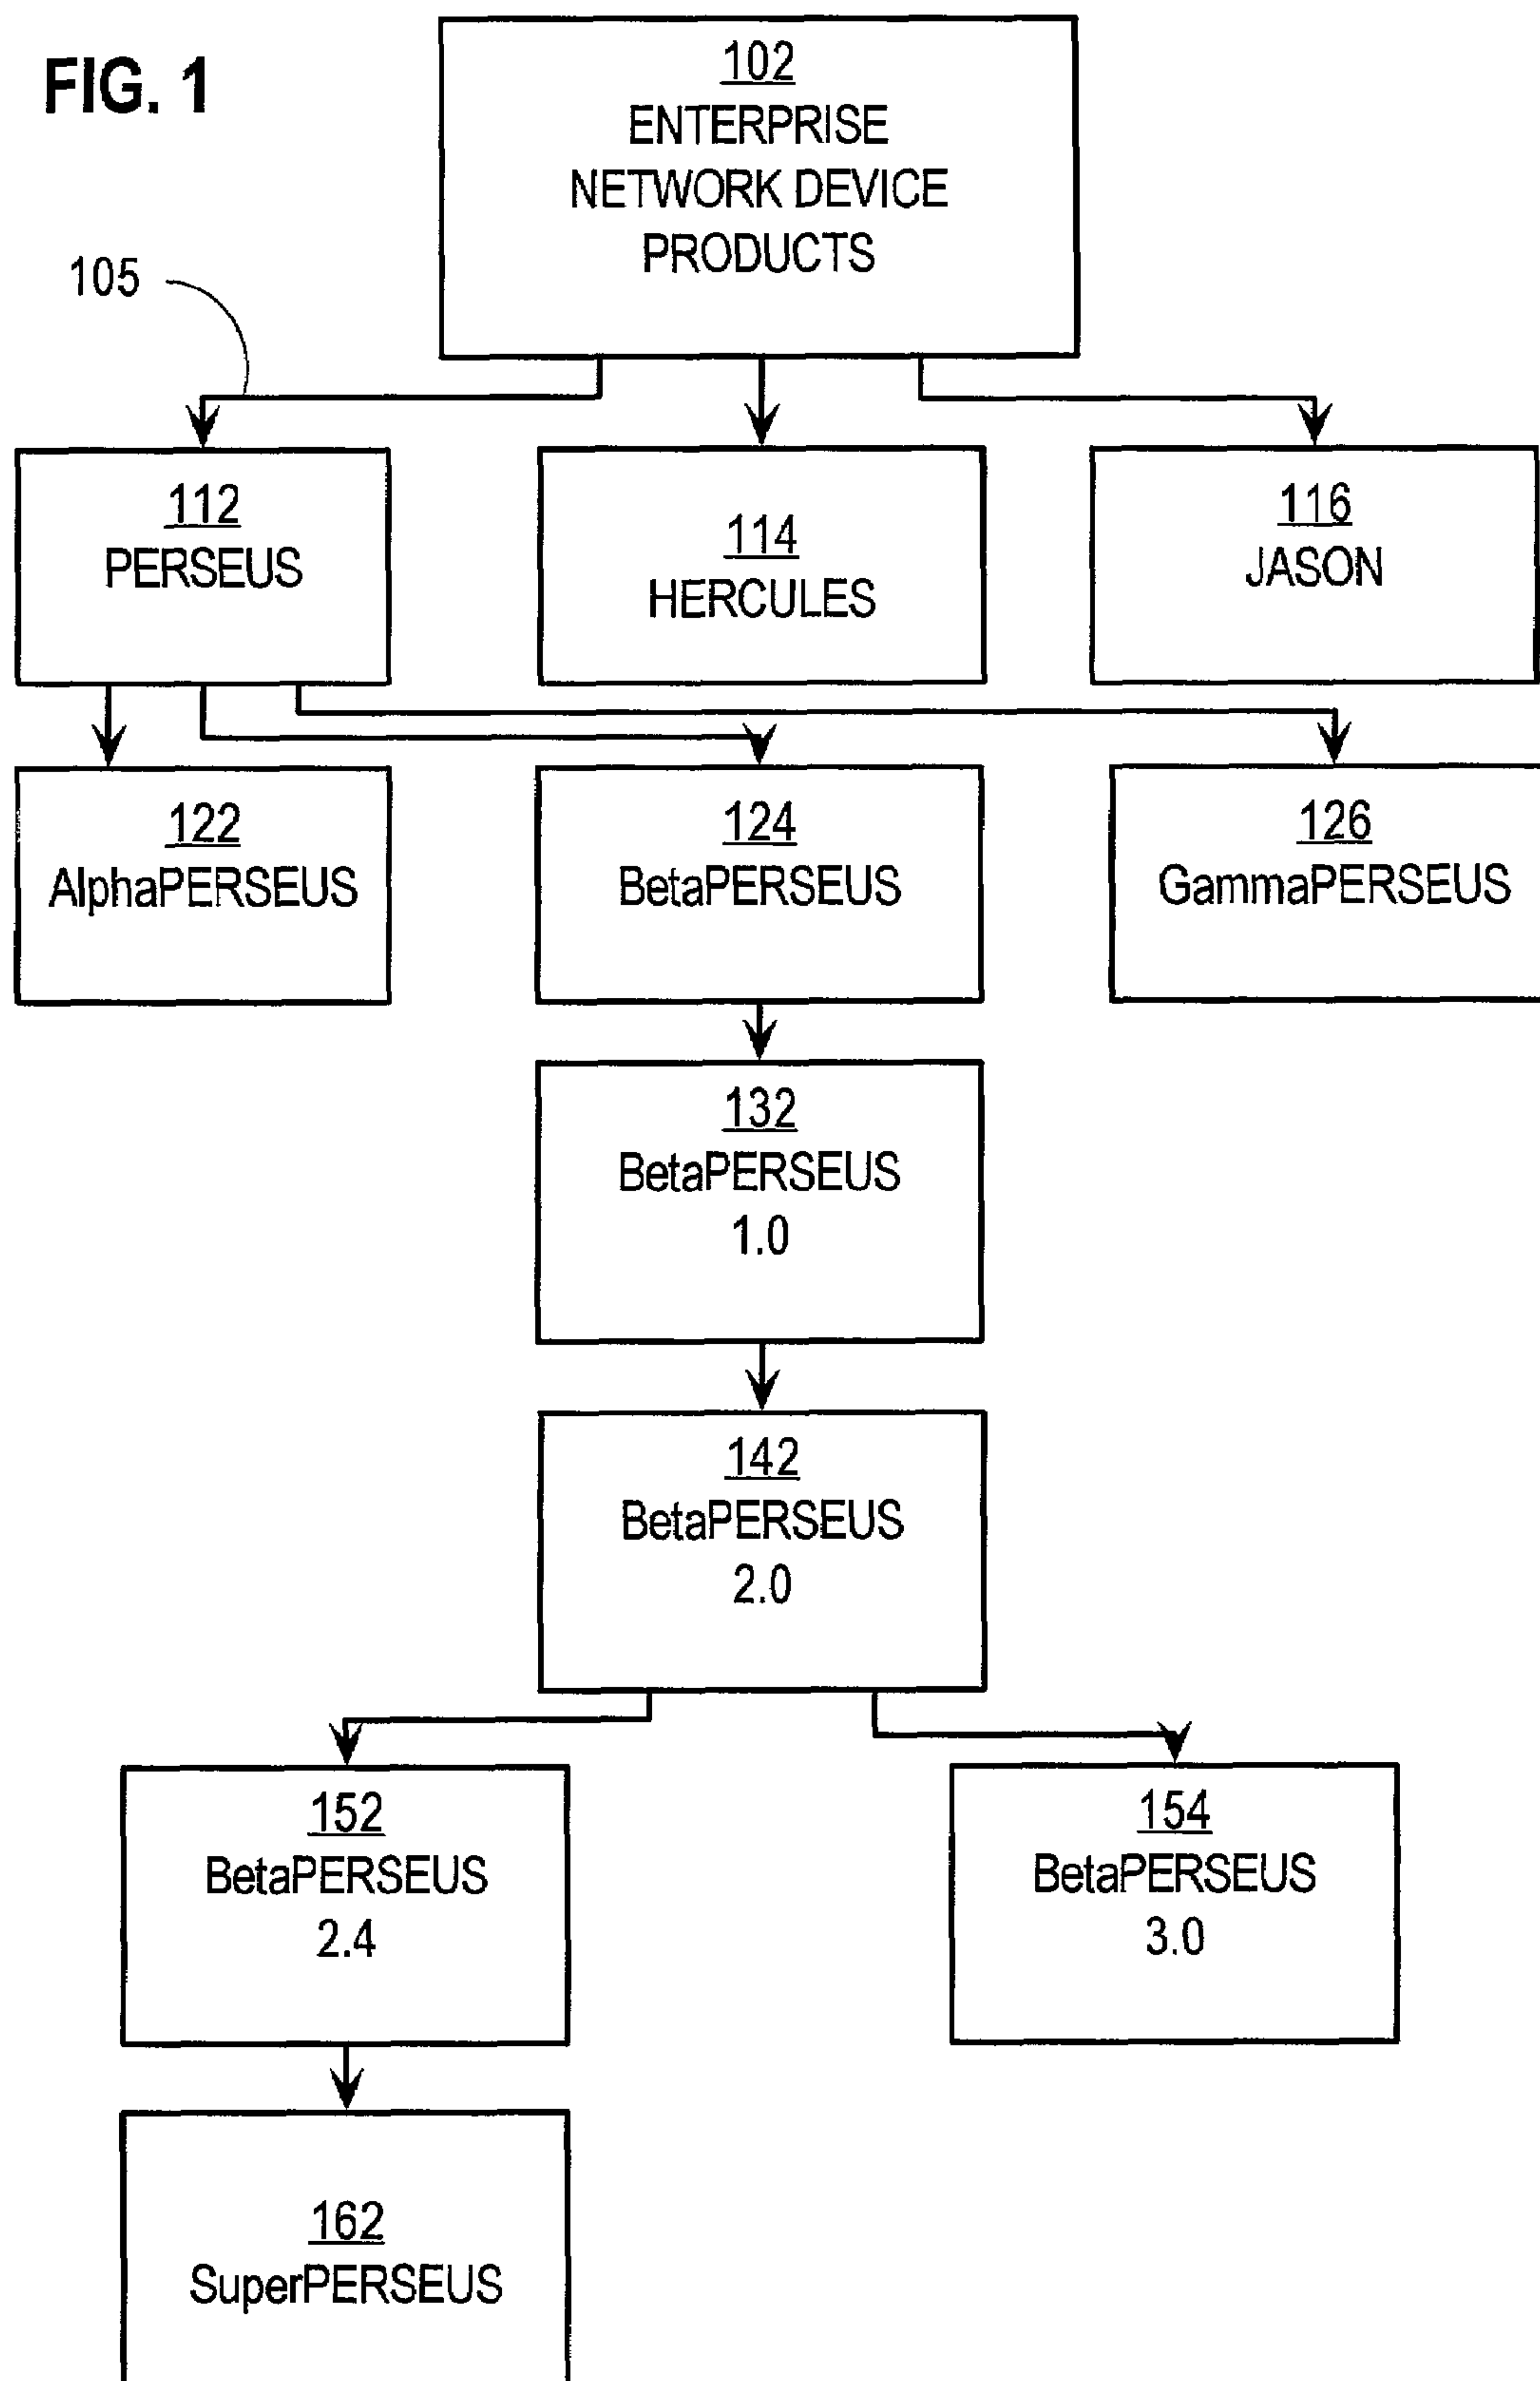 FIG. 1
102
ENTERPRISE
NETWORK DEVICE
PRODUCTS
105
112
PERSEUS
114
HERCULES
116
JASON
122
AlphaPERSEUS
124
BetaPERSEUS
126
GammaPERSEUS
132
BetaPERSEUS
1.0
142
BetaPERSEUS
2.0
152
BetaPERSEUS
2.4
154
BetaPERSEUS
3.0
162
SuperPERSEUS